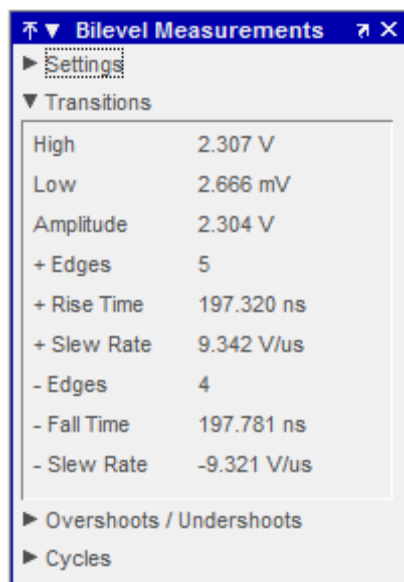 Bilevel Measurements
Settings
Transitions
High 2.307 V
Low 2.666 mV
Amplitude 2.304 V
+ Edges 5
+ Rise Time 197.320 ns
+ Slew Rate 9.342 V/us
- Edges 4
- Fall Time 197.781 ns
- Slew Rate -9.321 V/us
Overshoots / Undershoots
Cycles